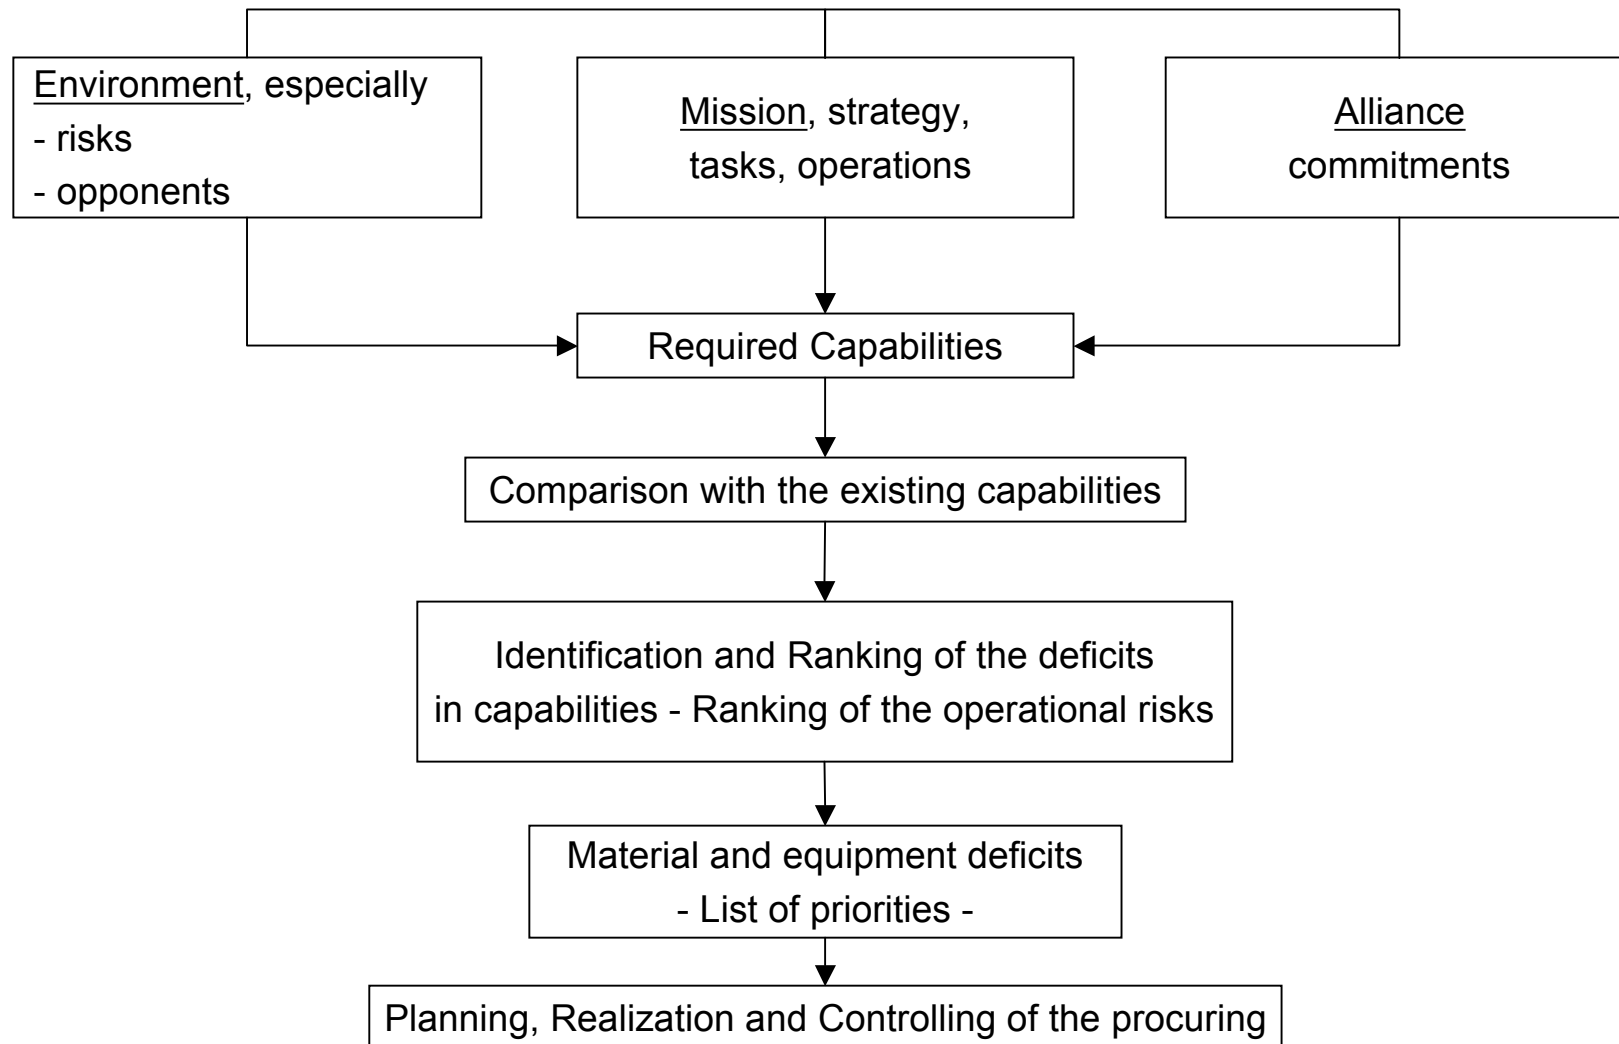 Environment, especially
- risks
- opponents
Mission, strategy,
tasks, operations
Alliance
commitments
Required Capabilities
Comparison with the existing capabilities
Identification and Ranking of the deficits
in capabilities - Ranking of the operational risks
Material and equipment deficits
- List of priorities -
Planning, Realization and Controlling of the procuring